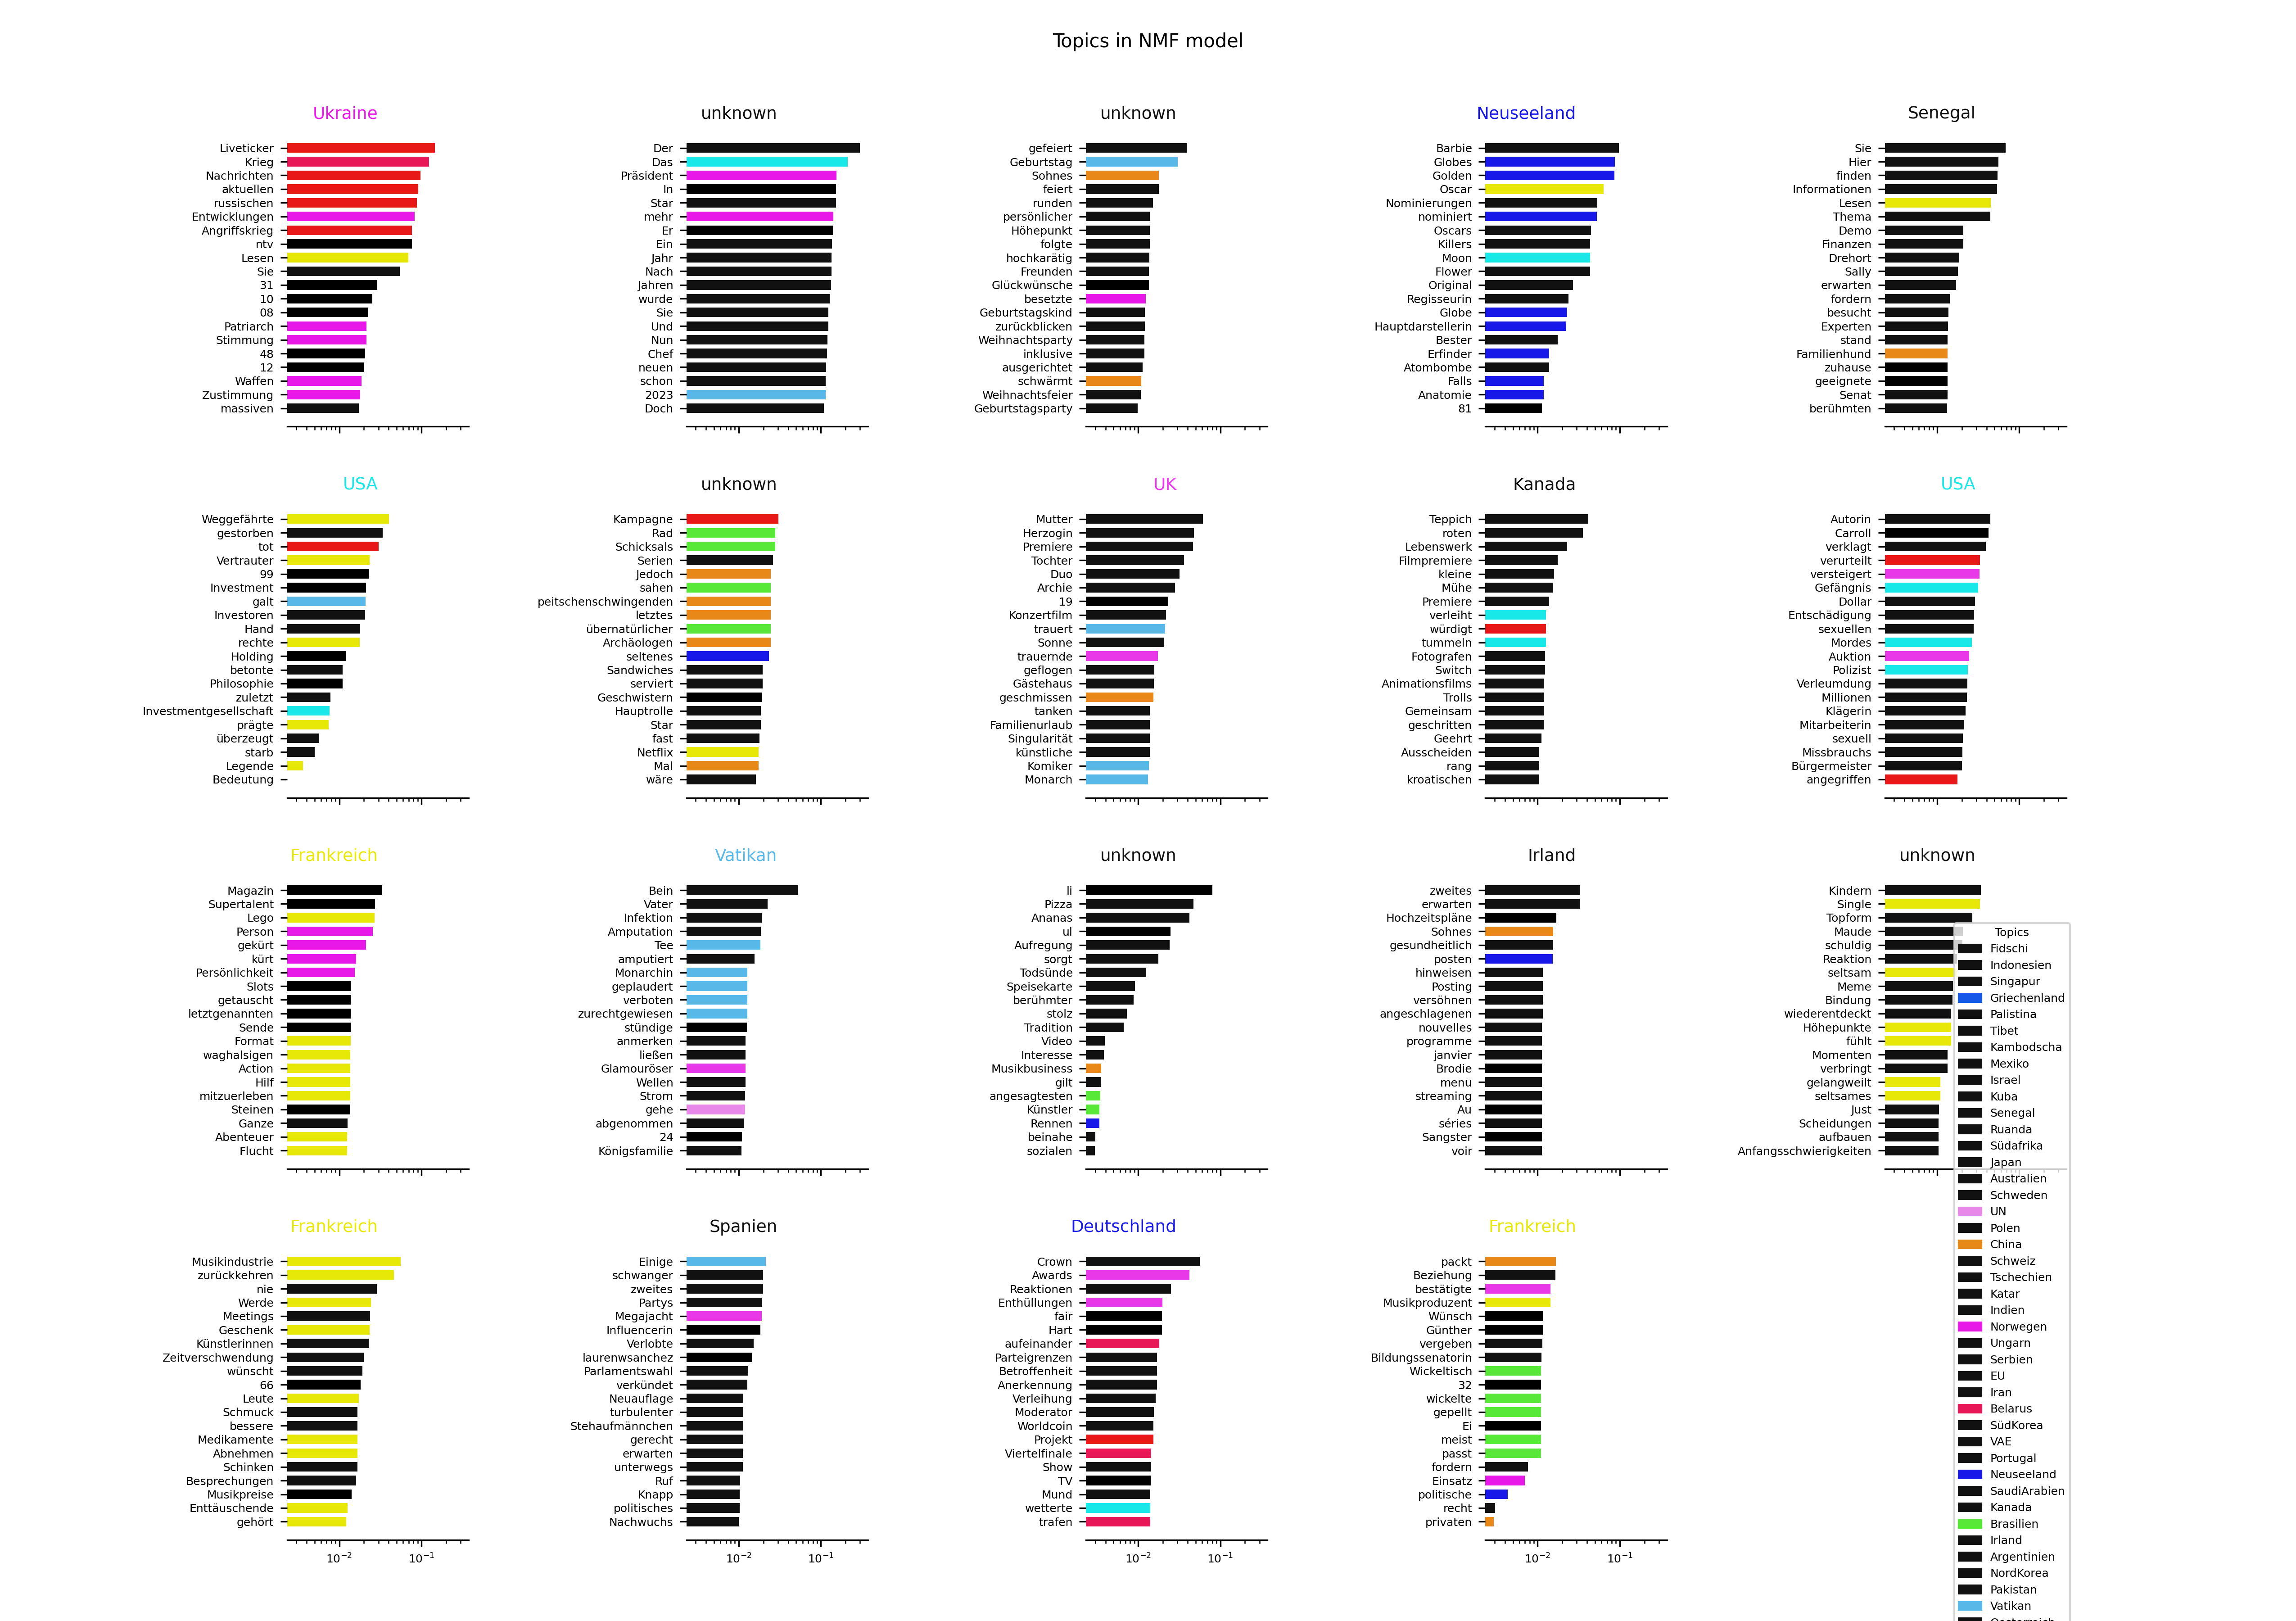 Topics in NMF model
Ukraine
Liveticker
Krieg
Nachrichten
aktuellen
russischen
Entwicklungen
Angriffskrieg
ntv
Lesen
Sie
31
10
08
Patriarch
Stimmung
48
12
Waffen
Zustimmung
massiven
unknown
Der
Das
Präsident
In
Star
mehr
Er
Ein
Jahr
Nach
Jahren
wurde
Sie
Und
Nun
Chef
neuen
schon
2023
Doch
unknown
gefeiert
Geburtstag
Sohnes
feiert
runden
persönlicher
Höhepunkt
folgte
hochkarätig
Freunden
Glückwünsche
besetzte
Geburtstagskind
zurückblicken
Weihnachtsparty
inklusive
ausgerichtet
schwärmt
Weihnachtsfeier
Geburtstagsparty
Neuseeland
Barbie
Globes
Golden
Oscar
Nominierungen
nominiert
Oscars
Killers
Moon
Flower
Original
Regisseurin
Globe
Hauptdarstellerin
Bester
Erfinder
Atombombe
Falls
Anatomie
81
Senegal
Sie
Hier
finden
Informationen
Lesen
Thema
Demo
Finanzen
Drehort
Sally
erwarten
fordern
besucht
Experten
stand
Familienhund
zuhause
geeignete
Senat
berühmten
USA
Weggefährte
gestorben
tot
Vertrauter
99
Investment
galt
Investoren
Hand
rechte
Holding
betonte
Philosophie
zuletzt
Investmentgesellschaft
prägte
überzeugt
starb
Legende
Bedeutung
unknown
Kampagne
Rad
Schicksals
Serien
Jedoch
sahen
peitschenschwingenden
letztes
übernatürlicher
Archäologen
seltenes
Sandwiches
serviert
Geschwistern
Hauptrolle
Star
fast
Netflix
Mal
wäre
UK
Mutter
Herzogin
Premiere
Tochter
Duo
Archie
19
Konzertfilm
trauert
Sonne
trauernde
geflogen
Gästehaus
geschmissen
tanken
Familienurlaub
Singularität
künstliche
Komiker
Monarch
Kanada
Teppich
roten
Lebenswerk
Filmpremiere
kleine
Mühe
Premiere
verleiht
würdigt
tummeln
Fotografen
Switch
Animationsfilms
Trolls
Gemeinsam
geschritten
Geehrt
Ausscheiden
rang
kroatischen
USA
Autorin
Carroll
verklagt
verurteilt
versteigert
Gefängnis
Dollar
Entschädigung
sexuellen
Mordes
Auktion
Polizist
Verleumdung
Millionen
Klägerin
Mitarbeiterin
sexuell
Missbrauchs
Bürgermeister
angegriffen
Frankreich
Magazin
Supertalent
Lego
Person
gekürt
kürt
Persönlichkeit
Slots
getauscht
letztgenannten
Sende
Format
waghalsigen
Action
Hilf
mitzuerleben
Steinen
Ganze
Abenteuer
Flucht
Vatikan
Bein
Vater
Infektion
Amputation
Tee
amputiert
Monarchin
geplaudert
verboten
zurechtgewiesen
stündige
anmerken
ließen
Glamouröser
Wellen
Strom
gehe
abgenommen
24
Königsfamilie
unknown
li
Pizza
Ananas
ul
Aufregung
sorgt
Todsünde
Speisekarte
berühmter
stolz
Tradition
Video
Interesse
Musikbusiness
gilt
angesagtesten
Künstler
Rennen
beinahe
sozialen
Irland
zweites
erwarten
Hochzeitspläne
Sohnes
gesundheitlich
posten
hinweisen
Posting
versöhnen
angeschlagenen
nouvelles
programme
janvier
Brodie
menu
streaming
Au
séries
Sangster
voir
unknown
Kindern
Single
Topform
Maude
schuldig
Reaktion
seltsam
Meme
Bindung
wiederentdeckt
Höhepunkte
fühlt
Momenten
verbringt
gelangweilt
seltsames
Just
Scheidungen
aufbauen
Anfangsschwierigkeiten
Frankreich
Musikindustrie
zurückkehren
nie
Werde
Meetings
Geschenk
Künstlerinnen
Zeitverschwendung
wünscht
66
Leute
Schmuck
bessere
Medikamente
Abnehmen
Schinken
Besprechungen
Musikpreise
Enttäuschende
gehört
10⁻² 10⁻¹
Spanien
Einige
schwanger
zweites
Partys
Megajacht
Influencerin
Verlobte
laurenwsanchez
Parlamentswahl
verkündet
Neuauflage
turbulenter
Stehaufmännchen
gerecht
erwarten
unterwegs
Ruf
Knapp
politisches
Nachwuchs
10⁻² 10⁻¹
Deutschland
Crown
Awards
Reaktionen
Enthüllungen
fair
Hart
aufeinander
Parteigrenzen
Betroffenheit
Anerkennung
Verleihung
Moderator
Worldcoin
Projekt
Viertelfinale
Show
TV
Mund
wetterte
trafen
10⁻² 10⁻¹
Frankreich
packt
Beziehung
bestätigte
Musikproduzent
Wünsch
Günther
vergeben
Bildungssenatorin
Wickeltisch
32
wickelte
gepellt
Ei
meist
passt
fordern
Einsatz
politische
recht
privaten
10⁻² 10⁻¹
Topics
Fidschi
Indonesien
Singapur
Griechenland
Palistina
Tibet
Kambodscha
Mexiko
Israel
Kuba
Senegal
Ruanda
Südafrika
Japan
Australien
Schweden
UN
Polen
China
Schweiz
Tschechien
Katar
Indien
Norwegen
Ungarn
Serbien
EU
Iran
Belarus
SüdKorea
VAE
Portugal
Neuseeland
SaudiArabien
Kanada
Brasilien
Irland
Argentinien
NordKorea
Pakistan
Vatikan